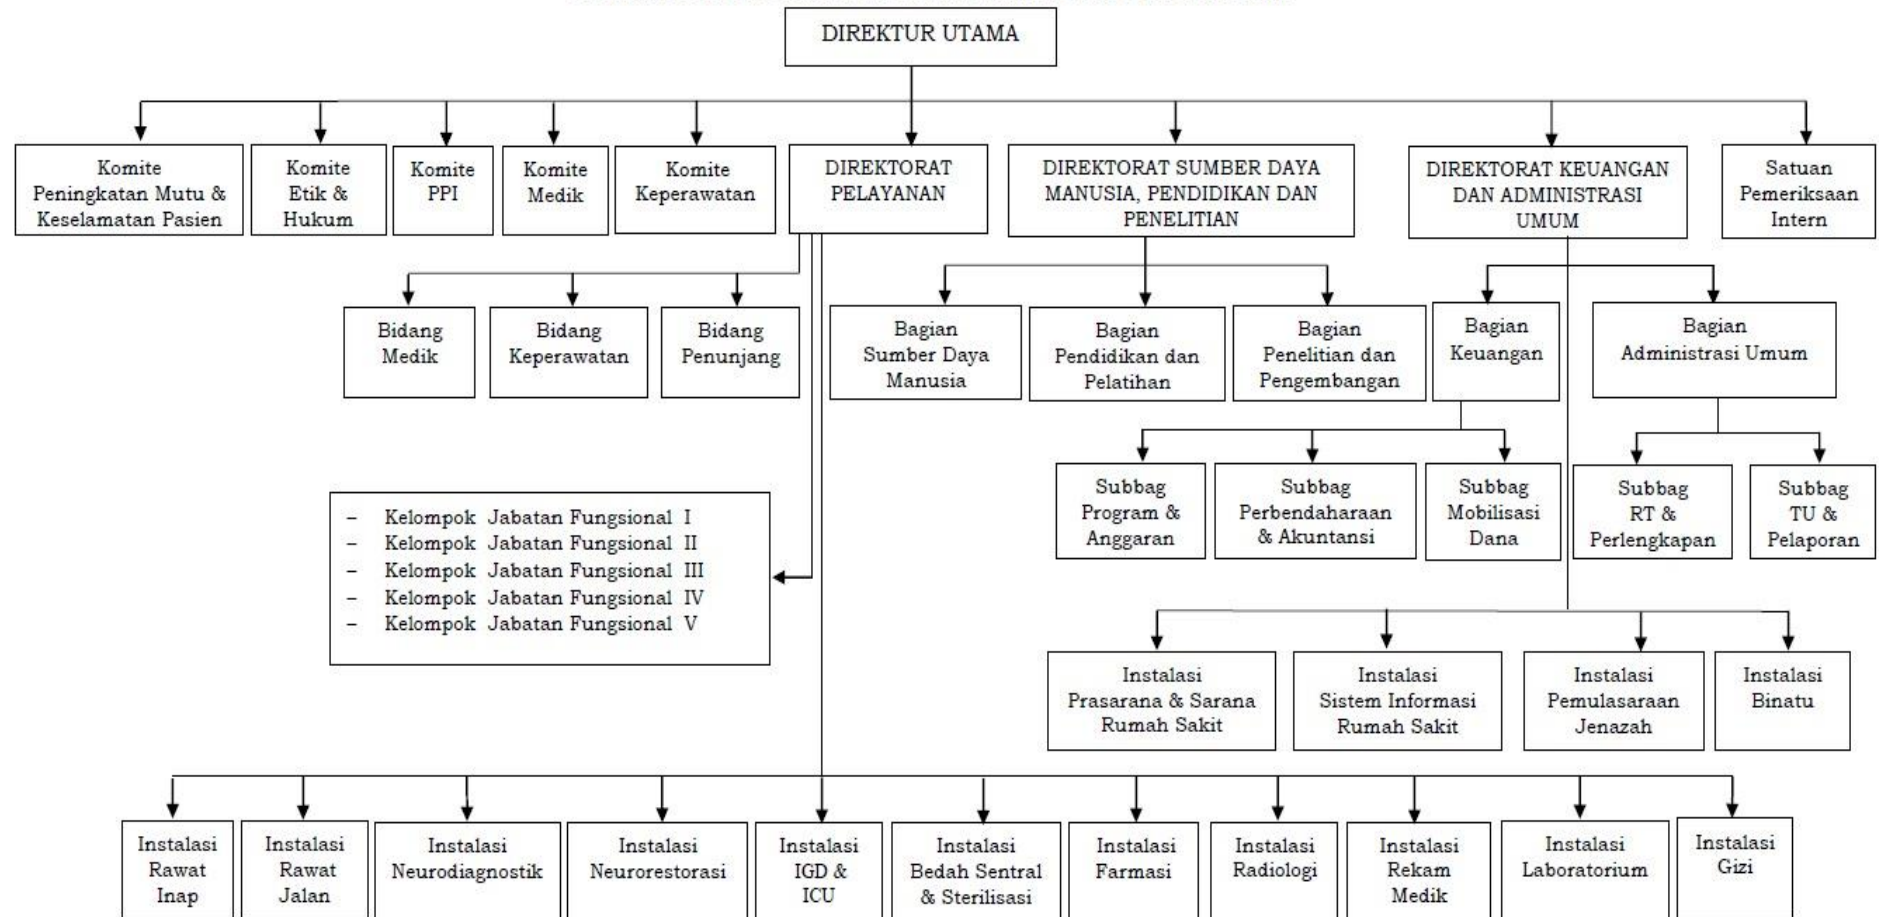 DIREKTUR UTAMA
Komite
Peningkatan Mutu &
Keselamatan Pasien
Komite
Etik &
Hukum
Komite
PPI
Komite
Medik
Komite
Keperawatan
DIREKTORAT
PELAYANAN
DIREKTORAT SUMBER DAYA
MANUSIA, PENDIDIKAN DAN
PENELITIAN
DIREKTORAT KEUANGAN
DAN ADMINISTRASI
UMUM
Satuan
Pemeriksaan
Intern
Bidang
Medik
Bidang
Keperawatan
Bidang
Penunjang
Bagian
Sumber Daya
Manusia
Bagian
Pendidikan dan
Pelatihan
Bagian
Penelitian dan
Pengembangan
Bagian
Keuangan
Bagian
Administrasi Umum
Subbag
Program &
Anggaran
Subbag
Perbendaharaan
& Akuntansi
Subbag
Mobilisasi
Dana
Subbag
RT &
Perlengkapan
Subbag
TU &
Pelaporan
– Kelompok Jabatan Fungsional I
– Kelompok Jabatan Fungsional II
– Kelompok Jabatan Fungsional III
– Kelompok Jabatan Fungsional IV
– Kelompok Jabatan Fungsional V
Instalasi
Prasarana & Sarana
Rumah Sakit
Instalasi
Sistem Informasi
Rumah Sakit
Instalasi
Pemulasaraan
Jenazah
Instalasi
Binatu
Instalasi
Rawat
Inap
Instalasi
Rawat
Jalan
Instalasi
Neurodiagnostik
Instalasi
Neurorestorasi
Instalasi
IGD &
ICU
Instalasi
Bedah Sentral
& Sterilisasi
Instalasi
Farmasi
Instalasi
Radiologi
Instalasi
Rekam
Medik
Instalasi
Laboratorium
Instalasi
Gizi